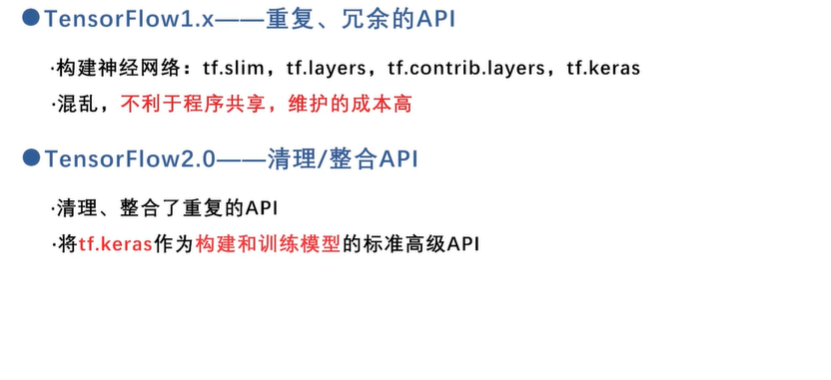 ●TensorFlow1.x——重复、冗余的API
·构建神经网络：tf.slim，tf.layers，tf.contrib.layers，tf.keras
·混乱，不利于程序共享，维护的成本高
●TensorFlow2.0——清理/整合API
·清理、整合了重复的API
·将tf.keras作为构建和训练模型的标准高级API